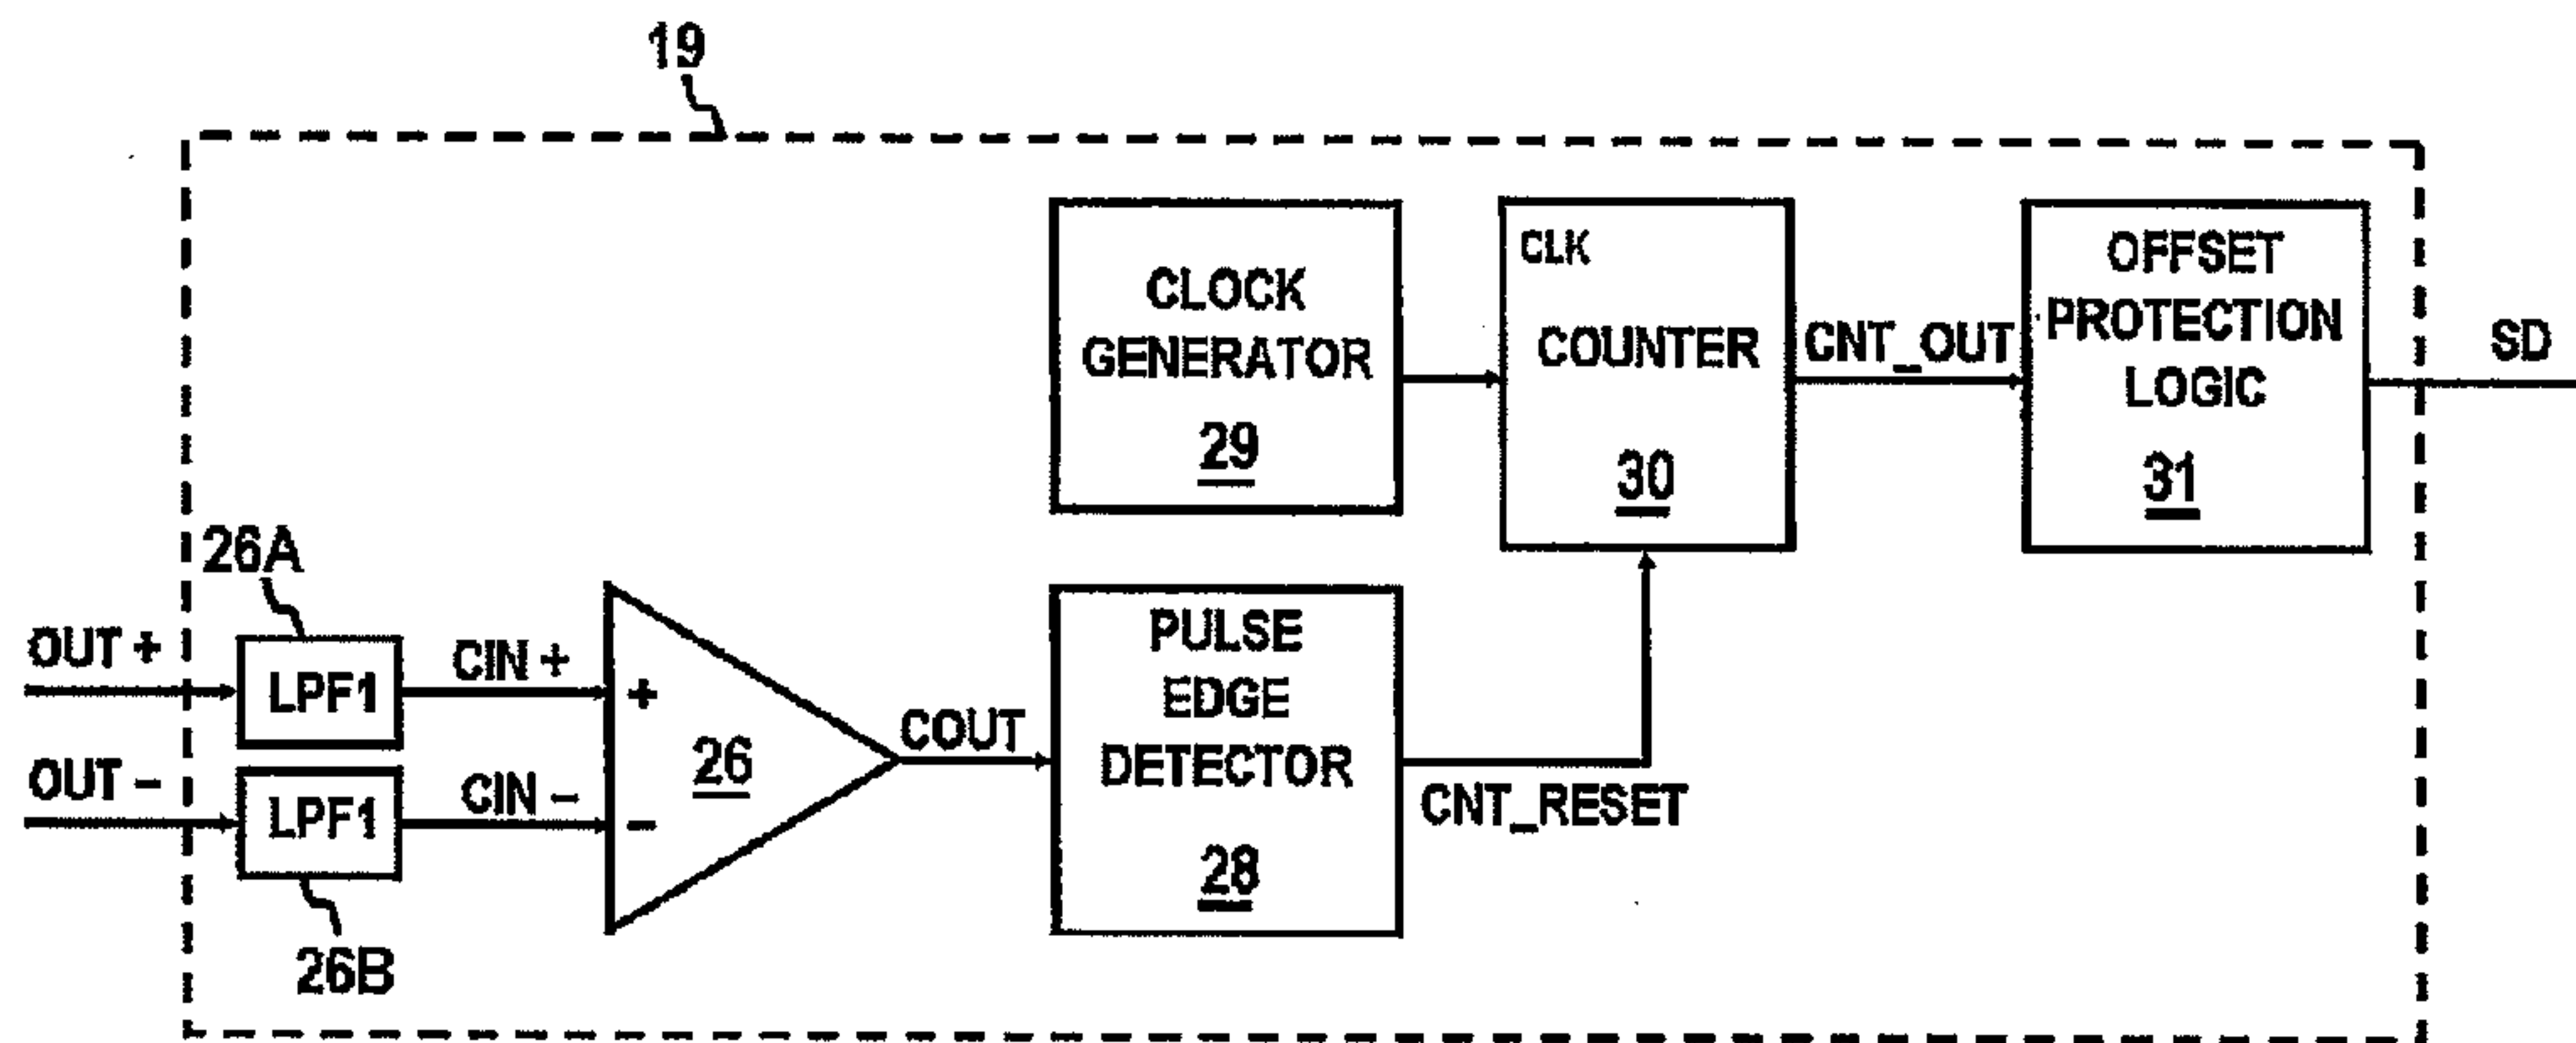 19
CLOCK
GENERATOR
29
CLK
COUNTER
30
CNT_OUT
OFFSET
PROTECTION
LOGIC
31
SD
26A
OUT +
LPF1
CIN +
+
OUT −
LPF1
CIN −
−
26
26B
COUT
PULSE
EDGE
DETECTOR
28
CNT_RESET